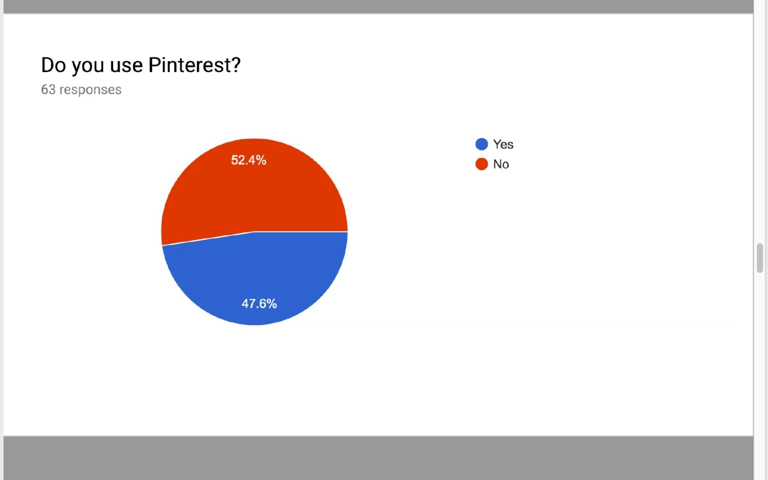 Do you use Pinterest?
63 responses
52.4%
47.6%
Yes
No